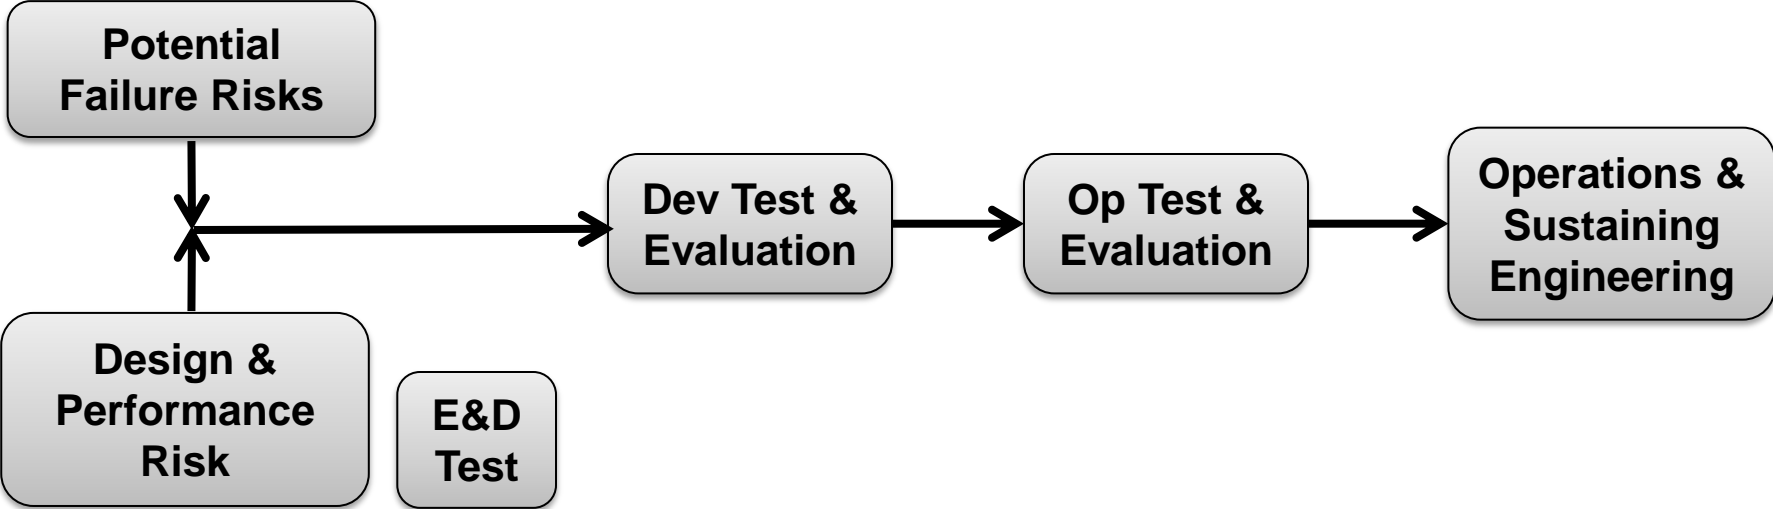 Potential
Failure Risks
Dev Test &
Evaluation
Op Test &
Evaluation
Operations &
Sustaining
Engineering
Design &
Performance
Risk
E&D
Test